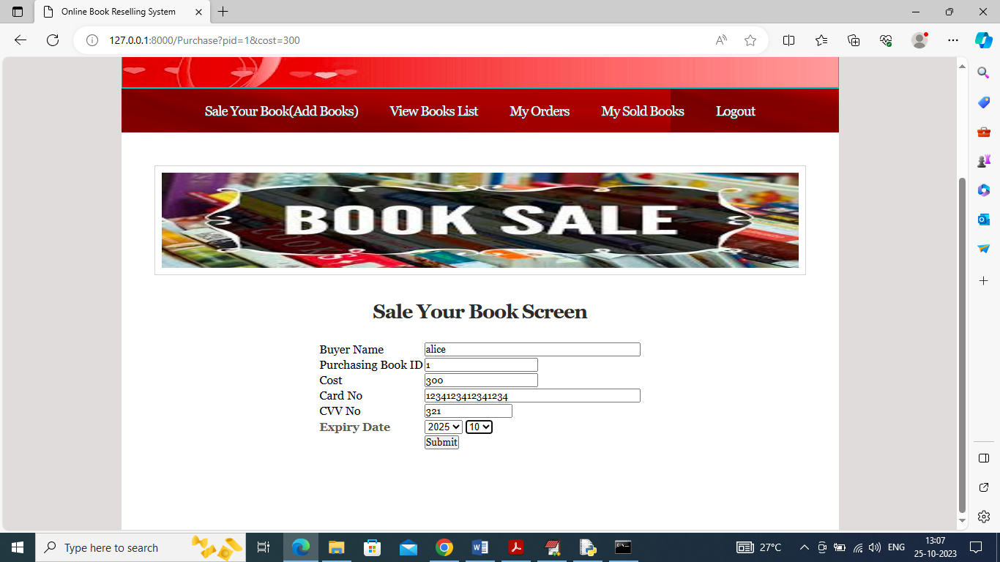 Online Book Reselling System
127.0.0.1:8000/Purchase?pid=1&cost=300
Sale Your Book(Add Books) View Books List My Orders My Sold Books Logout
BOOK SALE
Sale Your Book Screen
Buyer Name alice
Purchasing Book ID 1
Cost 300
Card No 1234123412341234
CVV No 321
Expiry Date 2025 10
Submit
Type here to search 27°C ENG 13:07
25-10-2023